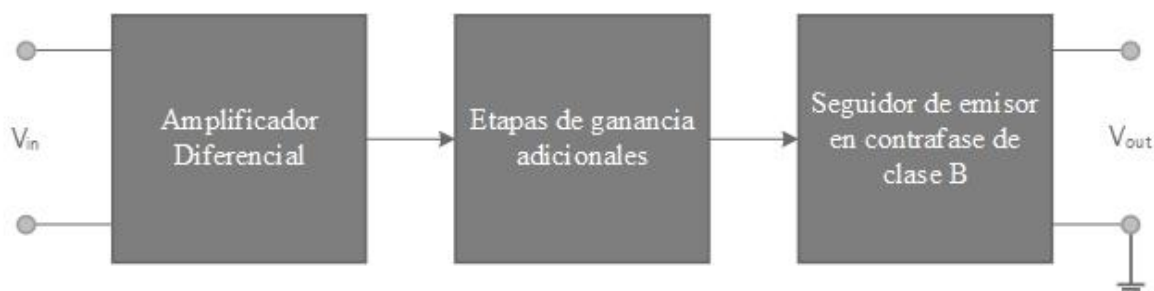 V_in
Amplificador
Diferencial
Etapas de ganancia
adicionales
Seguidor de emisor
en contrafase de
clase B
V_out